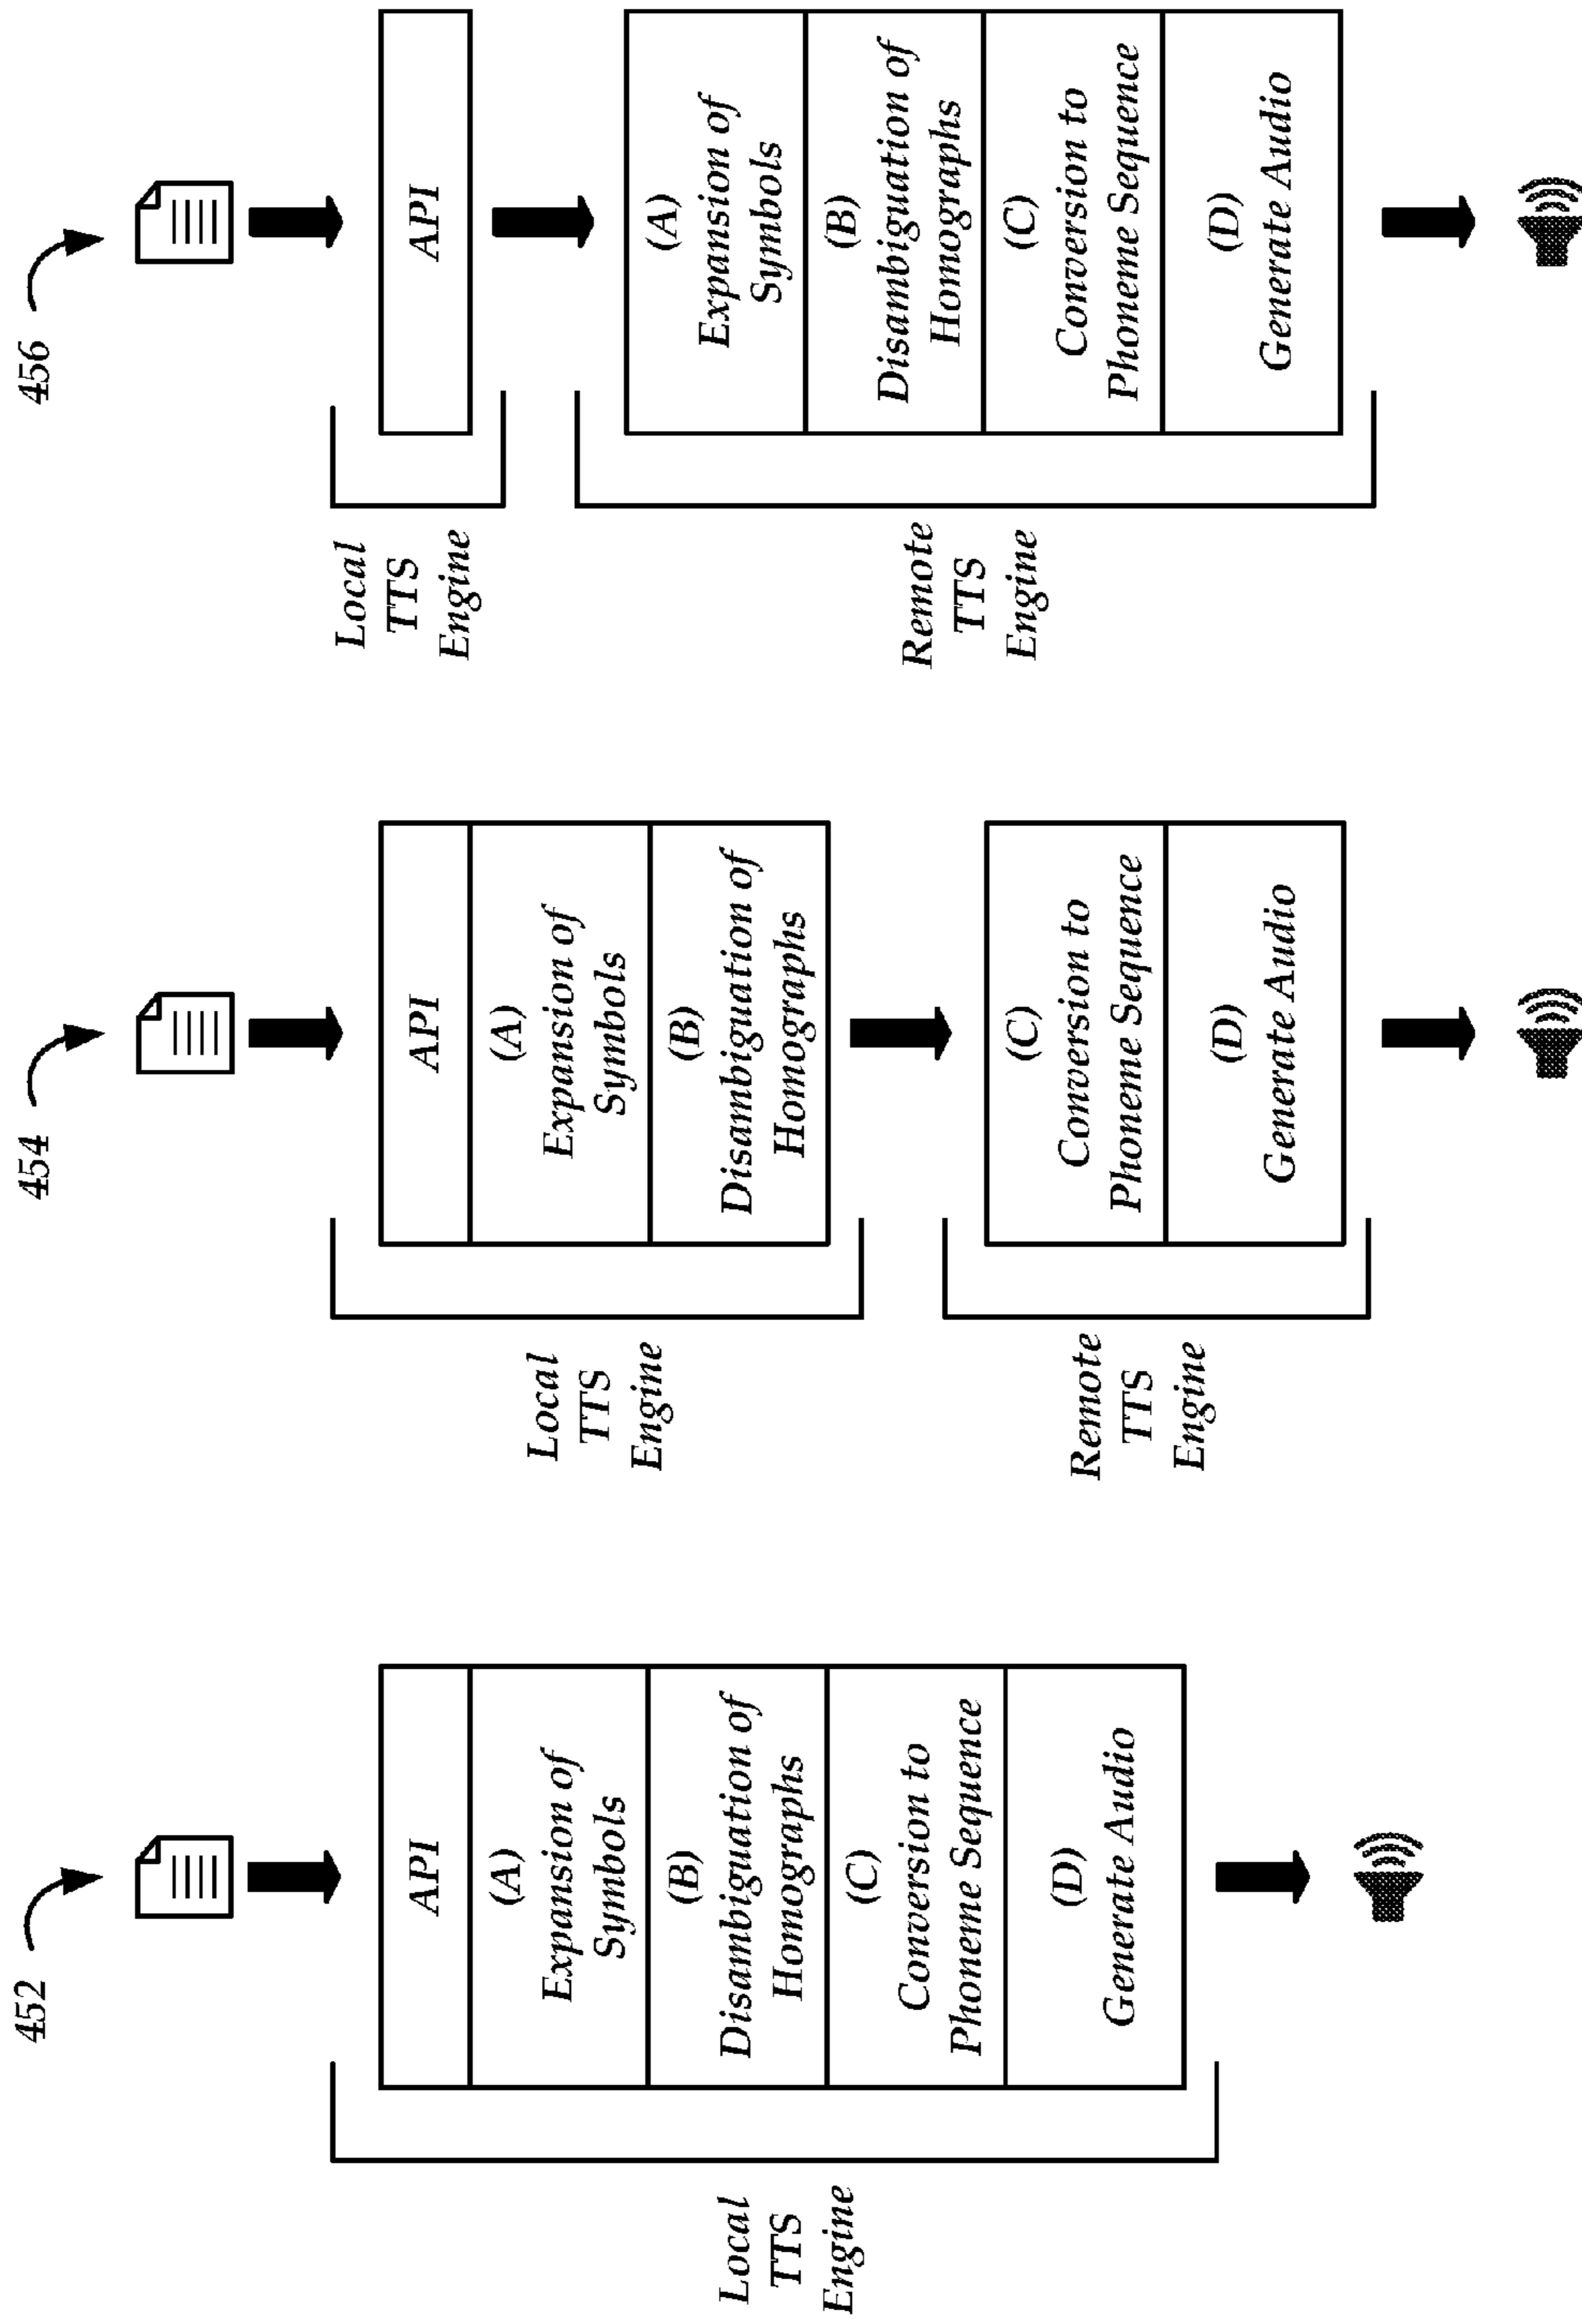 452
Local
TTS
Engine
API
(A)
Expansion of
Symbols
(B)
Disambiguation of
Homographs
(C)
Conversion to
Phoneme Sequence
(D)
Generate Audio
454
Local
TTS
Engine
API
(A)
Expansion of
Symbols
(B)
Disambiguation of
Homographs
Remote
TTS
Engine
(C)
Conversion to
Phoneme Sequence
(D)
Generate Audio
456
Local
TTS
Engine
API
Remote
TTS
Engine
(A)
Expansion of
Symbols
(B)
Disambiguation of
Homographs
(C)
Conversion to
Phoneme Sequence
(D)
Generate Audio